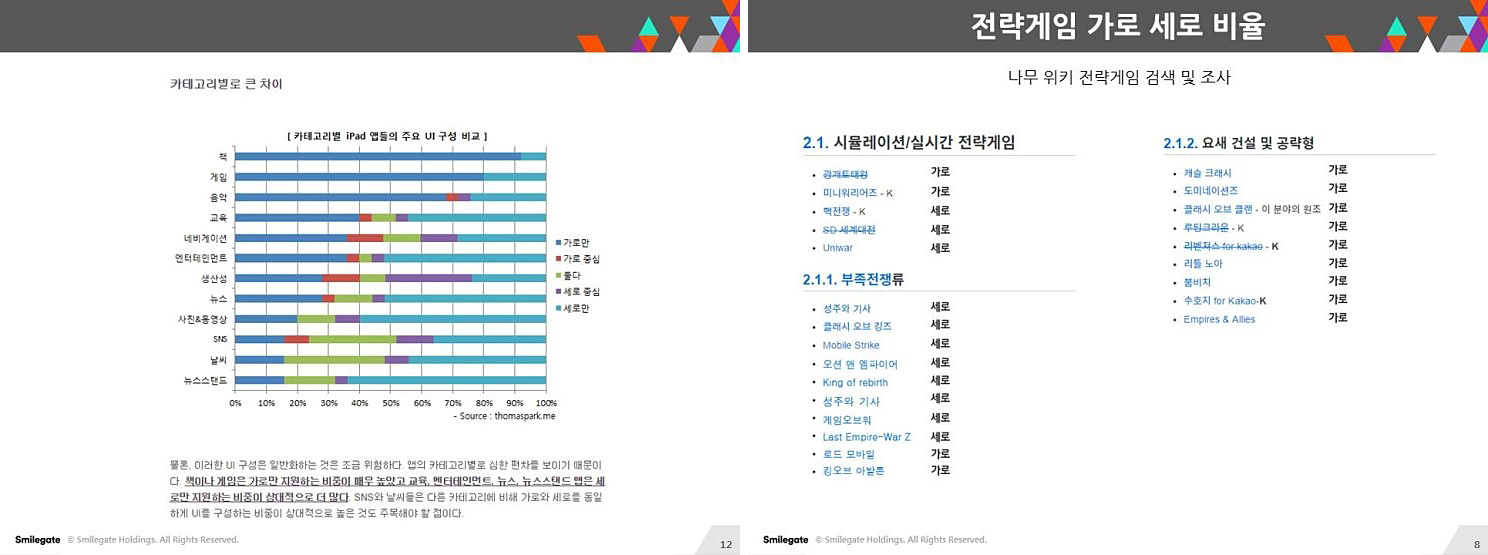 카테고리별로 큰 차이
[ 카테고리별 iPad 앱들의 주요 UI 구성 비교 ]
책
게임
음악
교육
네비게이션
엔터테인먼트
생산성
뉴스
사진&동영상
SNS
날씨
뉴스스탠드
가로만
가로 중심
둘다
세로 중심
세로만
0% 10% 20% 30% 40% 50% 60% 70% 80% 90% 100%
- Source : thomaspark.me
물론, 이러한 UI 구성은 일반화하는 것은 조금 위험하다. 앱의 카테고리별로 심한 편차를 보이기 때문이
다. 책이나 게임은 가로만 지원하는 비중이 매우 높았고 교육, 엔터테인먼트, 뉴스, 뉴스스탠드 앱은 세
로만 지원하는 비중이 상대적으로 더 많다. SNS와 날씨들은 다른 카테고리에 비해 가로와 세로를 동일
하게 UI를 구성하는 비중이 상대적으로 높은 것도 주목해야 할 점이다.
Smilegate © Smilegate Holdings. All Rights Reserved.
12
전략게임 가로 세로 비율
나무 위키 전략게임 검색 및 조사
2.1. 시뮬레이션/실시간 전략게임
광개토태왕 가로
미니워리어즈 - K 가로
핵전쟁 - K 세로
SD 세계대전 세로
Uniwar 세로
2.1.1. 부족전쟁류
성주와 기사 세로
클래시 오브 킹즈 세로
Mobile Strike 세로
오션 앤 엠파이어 세로
King of rebirth 세로
성주와 기사 세로
게임오브워 세로
Last Empire-War Z 세로
로드 모바일 가로
킹오브 아발론 가로
2.1.2. 요새 건설 및 공략형
캐슬 크래시 가로
도미네이션즈 가로
클래시 오브 클랜 - 이 분야의 원조 가로
루팅크라운 - K 가로
리벤져스 for kakao - K 가로
리틀 노아 가로
붐비치 가로
수호지 for Kakao-K 가로
Empires & Allies 가로
Smilegate © Smilegate Holdings. All Rights Reserved.
8